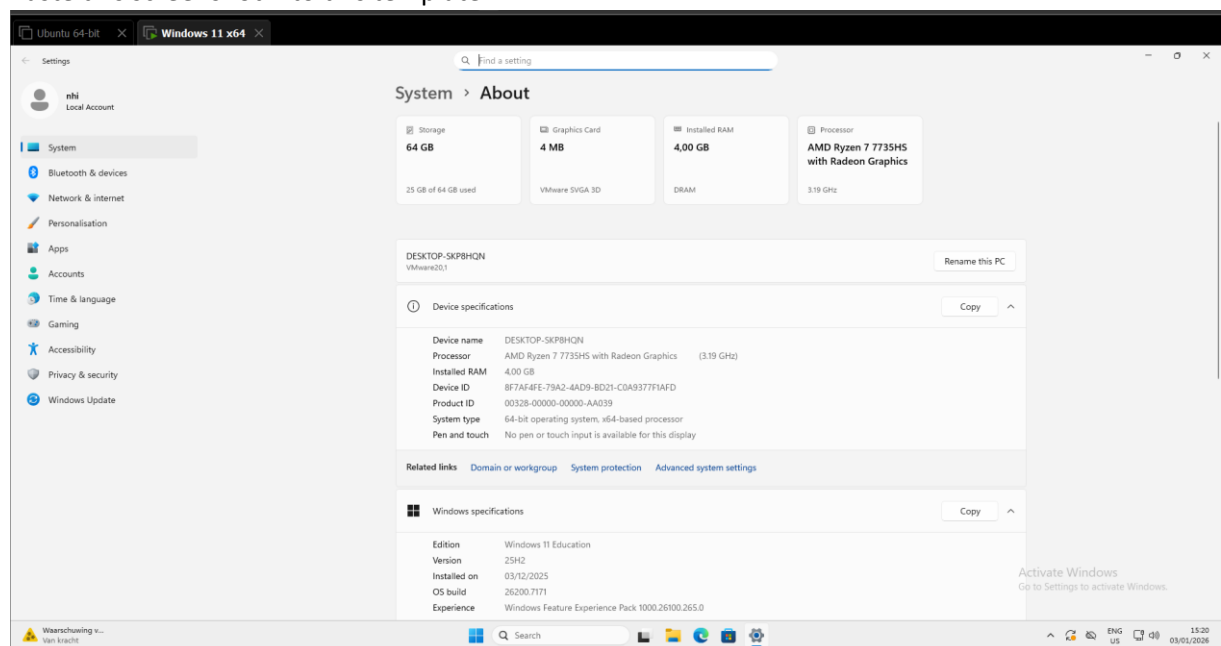 Ubuntu 64-bit
Windows 11 x64
Settings
Find a setting
nhi
Local Account
System
Bluetooth & devices
Network & internet
Personalisation
Apps
Accounts
Time & language
Gaming
Accessibility
Privacy & security
Windows Update
System > About
Storage
64 GB
25 GB of 64 GB used
Graphics Card
4 MB
VMware SVGA 3D
Installed RAM
4,00 GB
DRAM
Processor
AMD Ryzen 7 7735HS
with Radeon Graphics
3.19 GHz
DESKTOP-SKP8HQN
VMware20,1
Rename this PC
Device specifications
Copy
Device name DESKTOP-SKP8HQN
Processor AMD Ryzen 7 7735HS with Radeon Graphics (3.19 GHz)
Installed RAM 4,00 GB
Device ID 8F7AF4FE-79A2-4AD9-BD21-C0A9377F1AFD
Product ID 00328-00000-00000-AA039
System type 64-bit operating system, x64-based processor
Pen and touch No pen or touch input is available for this display
Related links Domain or workgroup System protection Advanced system settings
Windows specifications
Copy
Edition Windows 11 Education
Version 25H2
Installed on 03/12/2025
OS build 26200.7171
Experience Windows Feature Experience Pack 1000.26100.265.0
Activate Windows
Go to Settings to activate Windows.
Waarschuwing v...
Van kracht
Search
ENG
US
15:20
03/01/2026